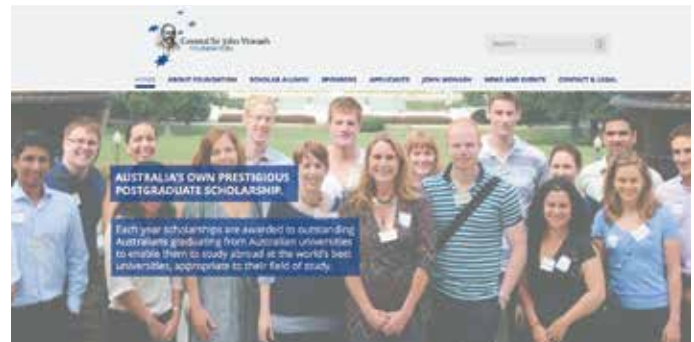 General Sir John Monash
FOUNDATION
Search
HOME ABOUT FOUNDATION SCHOLAR ALUMNI SPONSORS APPLICANTS JOHN MONASH NEWS AND EVENTS CONTACT & LEGAL
AUSTRALIA'S OWN PRESTIGIOUS
POSTGRADUATE SCHOLARSHIP.
Each year scholarships are awarded to outstanding
Australians graduating from Australian universities
to enable them to study abroad at the world's best
universities, appropriate to their field of study.